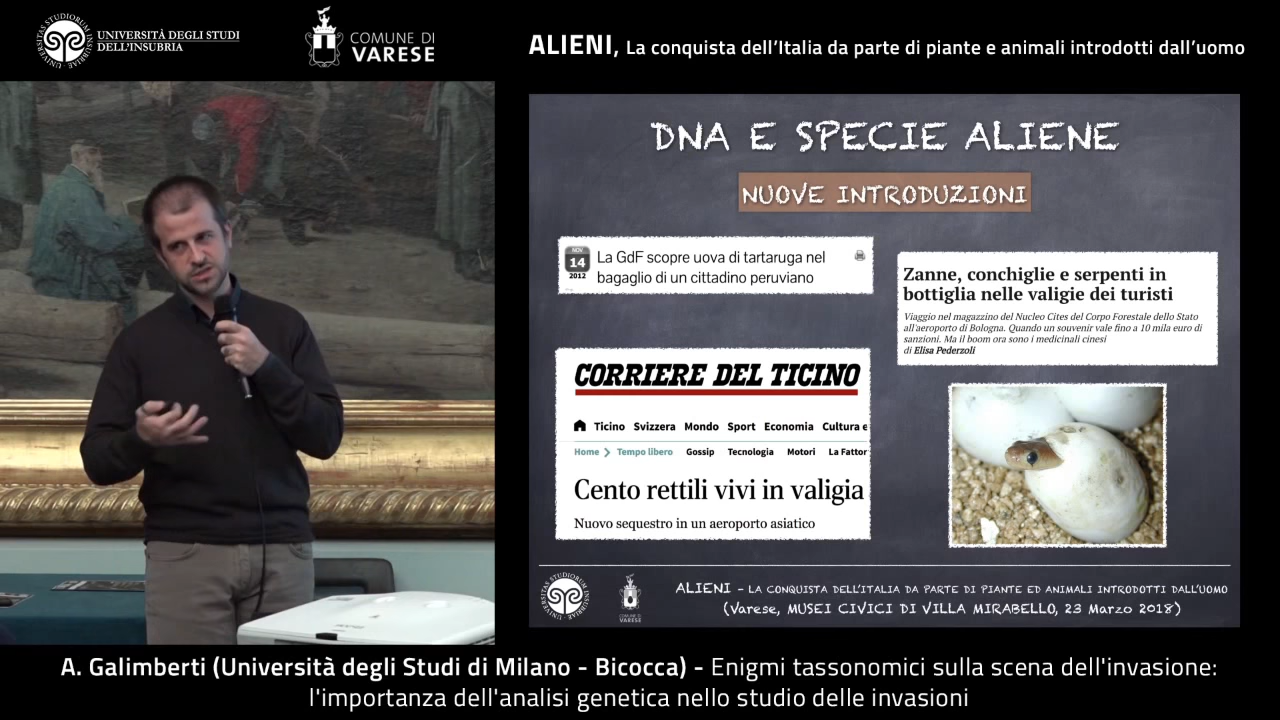 UNIVERSITÀ DEGLI STUDI
DELL'INSUBRIA
COMUNE DI
VARESE
ALIENI, La conquista dell'Italia da parte di piante e animali introdotti dall'uomo
DNA E SPECIE ALIENE
NUOVE INTRODUZIONI
NOV
14
2012
La GdF scopre uova di tartaruga nel
bagaglio di un cittadino peruviano
Zanne, conchiglie e serpenti in
bottiglia nelle valigie dei turisti
Viaggio nel magazzino del Nucleo Cites del Corpo Forestale dello Stato
all'aeroporto di Bologna. Quando un souvenir vale fino a 10 mila euro di
sanzioni. Ma il boom ora sono i medicinali cinesi
di Elisa Pederzoli
CORRIERE DEL TICINO
Ticino Svizzera Mondo Sport Economia Cultura e
Home > Tempo libero Gossip Tecnologia Motori La Fattor
Cento rettili vivi in valigia
Nuovo sequestro in un aeroporto asiatico
COMUNE DI
VARESE
ALIENI - LA CONQUISTA DELL'ITALIA DA PARTE DI PIANTE ED ANIMALI INTRODOTTI DALL'UOMO
(Varese, MUSEI CIVICI DI VILLA MIRABELLO, 23 Marzo 2018)
A. Galimberti (Università degli Studi di Milano - Bicocca) - Enigmi tassonomici sulla scena dell'invasione:
l'importanza dell'analisi genetica nello studio delle invasioni